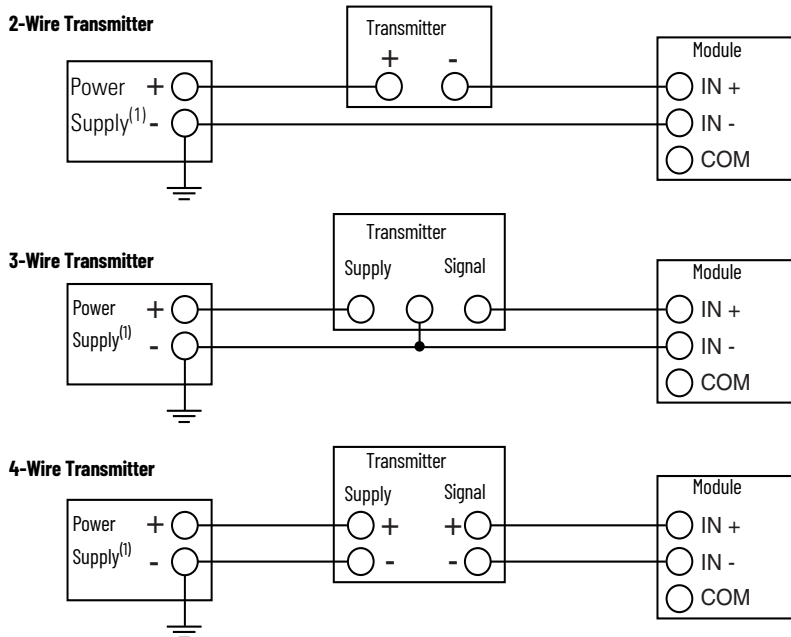 2-Wire Transmitter
Transmitter
+ -
Module
Power + 
Supply(1) -
IN +
IN -
COM
3-Wire Transmitter
Transmitter
Supply Signal
Module
Power +
Supply(1) -
IN +
IN -
COM
4-Wire Transmitter
Transmitter
Supply Signal
Module
Power +
Supply(1) -
+ +
- -
IN +
IN -
COM